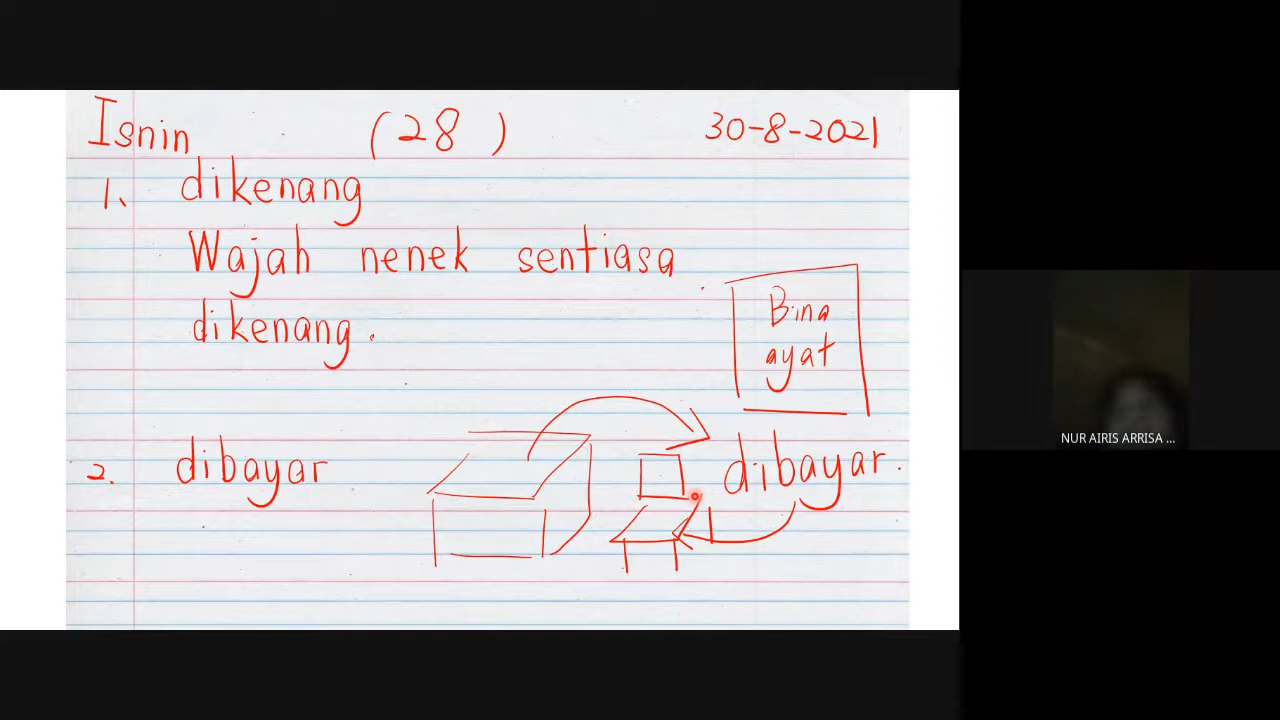 Isnin (28) 30-8-2021
1. dikenang
Wajah nenek sentiasa
dikenang.
Bina
ayat
2. dibayar dibayar.
NUR AIRIS ARRISA ...